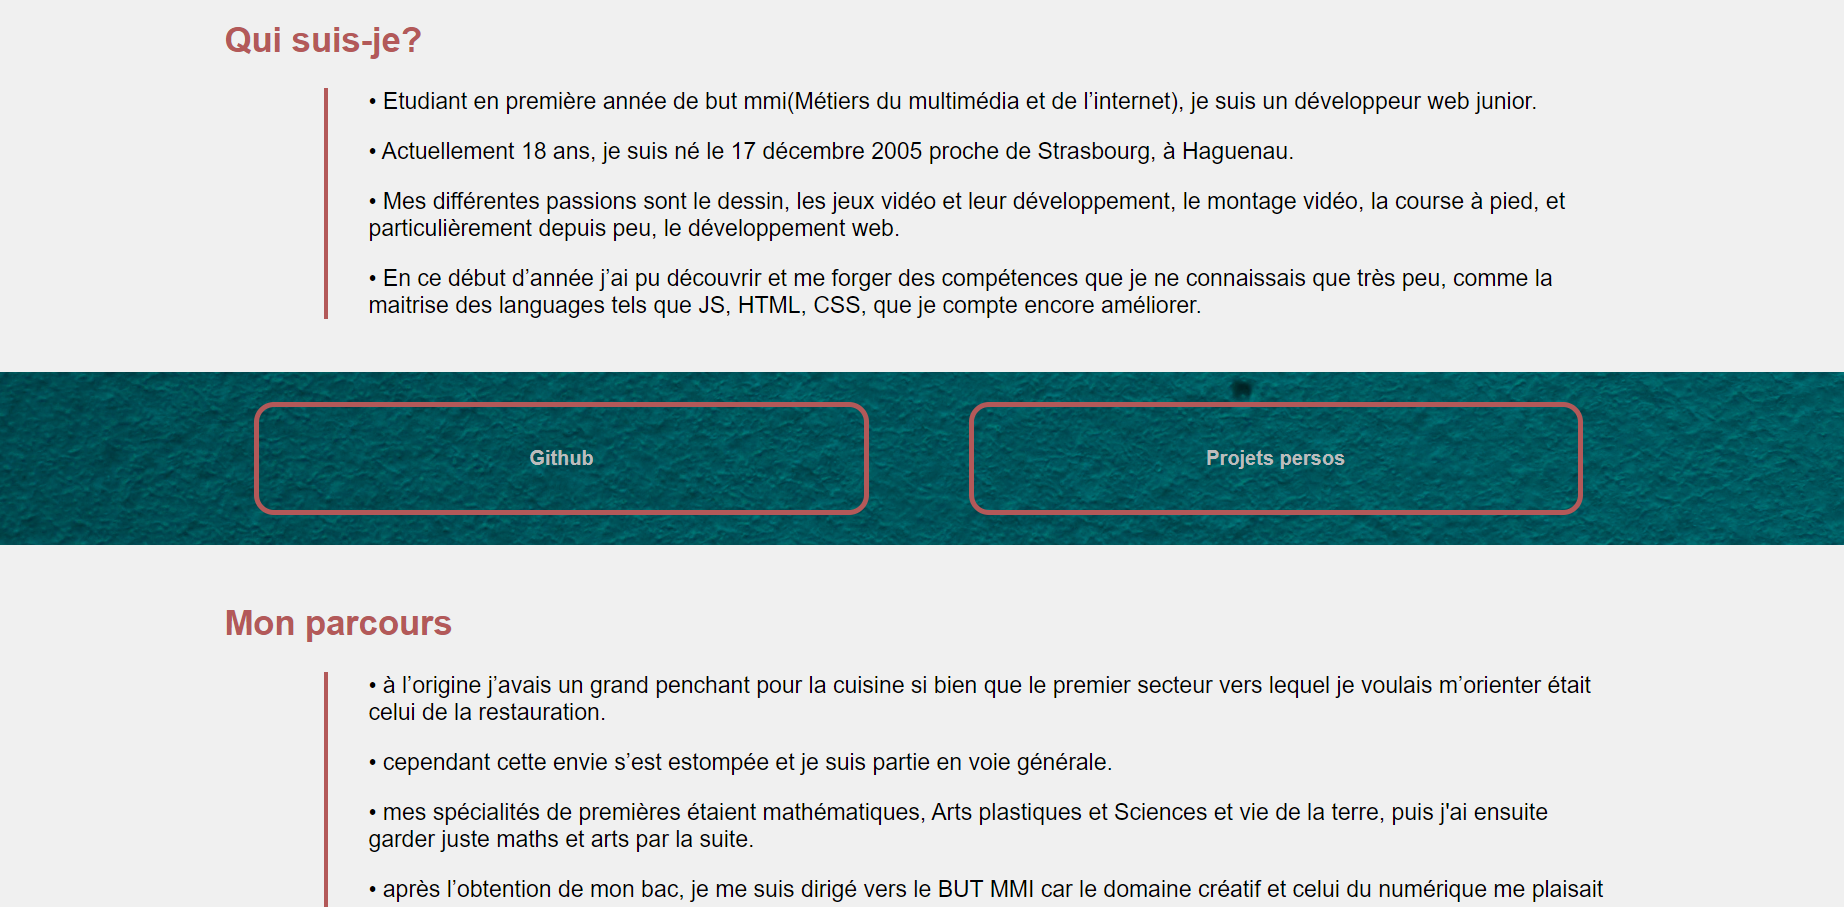 Qui suis-je?
• Etudiant en première année de but mmi(Métiers du multimédia et de l’internet), je suis un développeur web junior.
• Actuellement 18 ans, je suis né le 17 décembre 2005 proche de Strasbourg, à Haguenau.
• Mes différentes passions sont le dessin, les jeux vidéo et leur développement, le montage vidéo, la course à pied, et
particulièrement depuis peu, le développement web.
• En ce début d’année j’ai pu découvrir et me forger des compétences que je ne connaissais que très peu, comme la
maitrise des languages tels que JS, HTML, CSS, que je compte encore améliorer.
Github
Projets persos
Mon parcours
• à l’origine j’avais un grand penchant pour la cuisine si bien que le premier secteur vers lequel je voulais m’orienter était
celui de la restauration.
• cependant cette envie s’est estompée et je suis partie en voie générale.
• mes spécialités de premières étaient mathématiques, Arts plastiques et Sciences et vie de la terre, puis j'ai ensuite
garder juste maths et arts par la suite.
• après l’obtention de mon bac, je me suis dirigé vers le BUT MMI car le domaine créatif et celui du numérique me plaisait